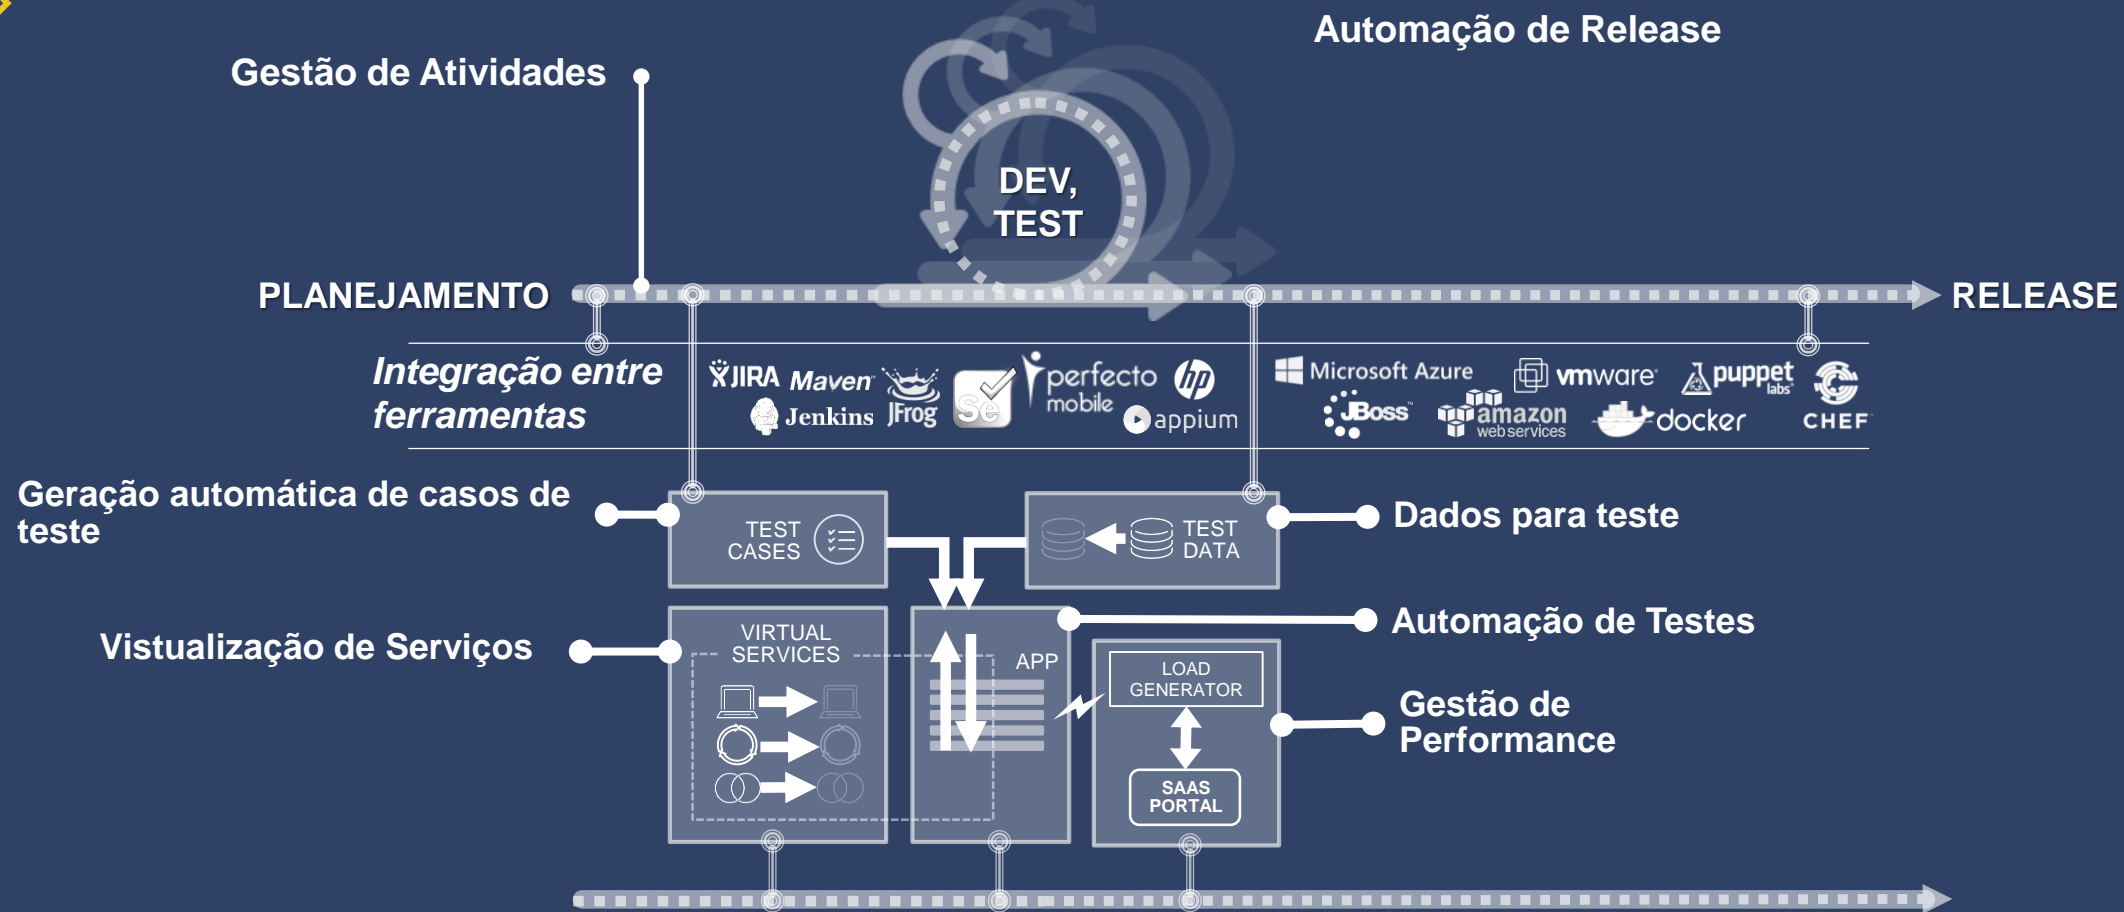 Automação de Release
Gestão de Atividades
DEV,
TEST
PLANEJAMENTO
RELEASE
Integração entre
ferramentas
JIRA
Maven
Jenkins
JFrog
Se
perfecto
mobile
hp
appium
Microsoft Azure
JBoss
amazon
webservices
vmware
docker
puppet
labs
CHEF
Geração automática de casos de
teste
TEST
CASES
TEST
DATA
Dados para teste
Vistualização de Serviços
VIRTUAL
SERVICES
APP
Automação de Testes
LOAD
GENERATOR
SAAS
PORTAL
Gestão de
Performance